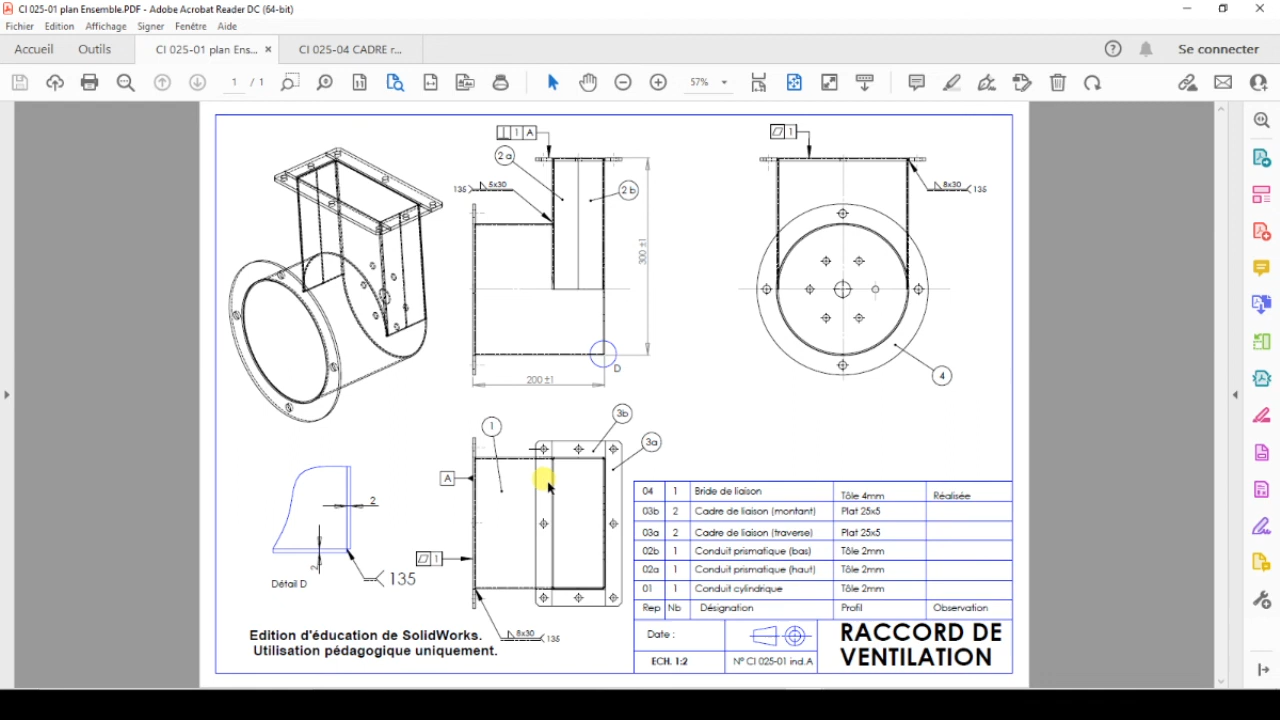 CI 025-01 plan Ensemble.PDF - Adobe Acrobat Reader DC (64-bit)
Fichier Edition Affichage Signer Fenêtre Aide
Accueil Outils CI 025-01 plan Ens... × CI 025-04 CADRE r... Se connecter
1 / 1 57%
1 A
2 a
135 5x30
2 b
300 ±1
200 ±1
D
1
8x30 135
4
1
3b
3a
A
1
8x30 135
2
2
135
Détail D
Edition d'éducation de SolidWorks.
Utilisation pédagogique uniquement.
04 1 Bride de liaison Tôle 4mm Réalisée
03b 2 Cadre de liaison (montant) Plat 25x5
03a 2 Cadre de liaison (traverse) Plat 25x5
02b 1 Conduit prismatique (bas) Tôle 2mm
02a 1 Conduit prismatique (haut) Tôle 2mm
01 1 Conduit cylindrique Tôle 2mm
Rep Nb Désignation Profil Observation
Date :
ECH. 1:2
N° CI 025-01 ind.A
RACCORD DE
VENTILATION